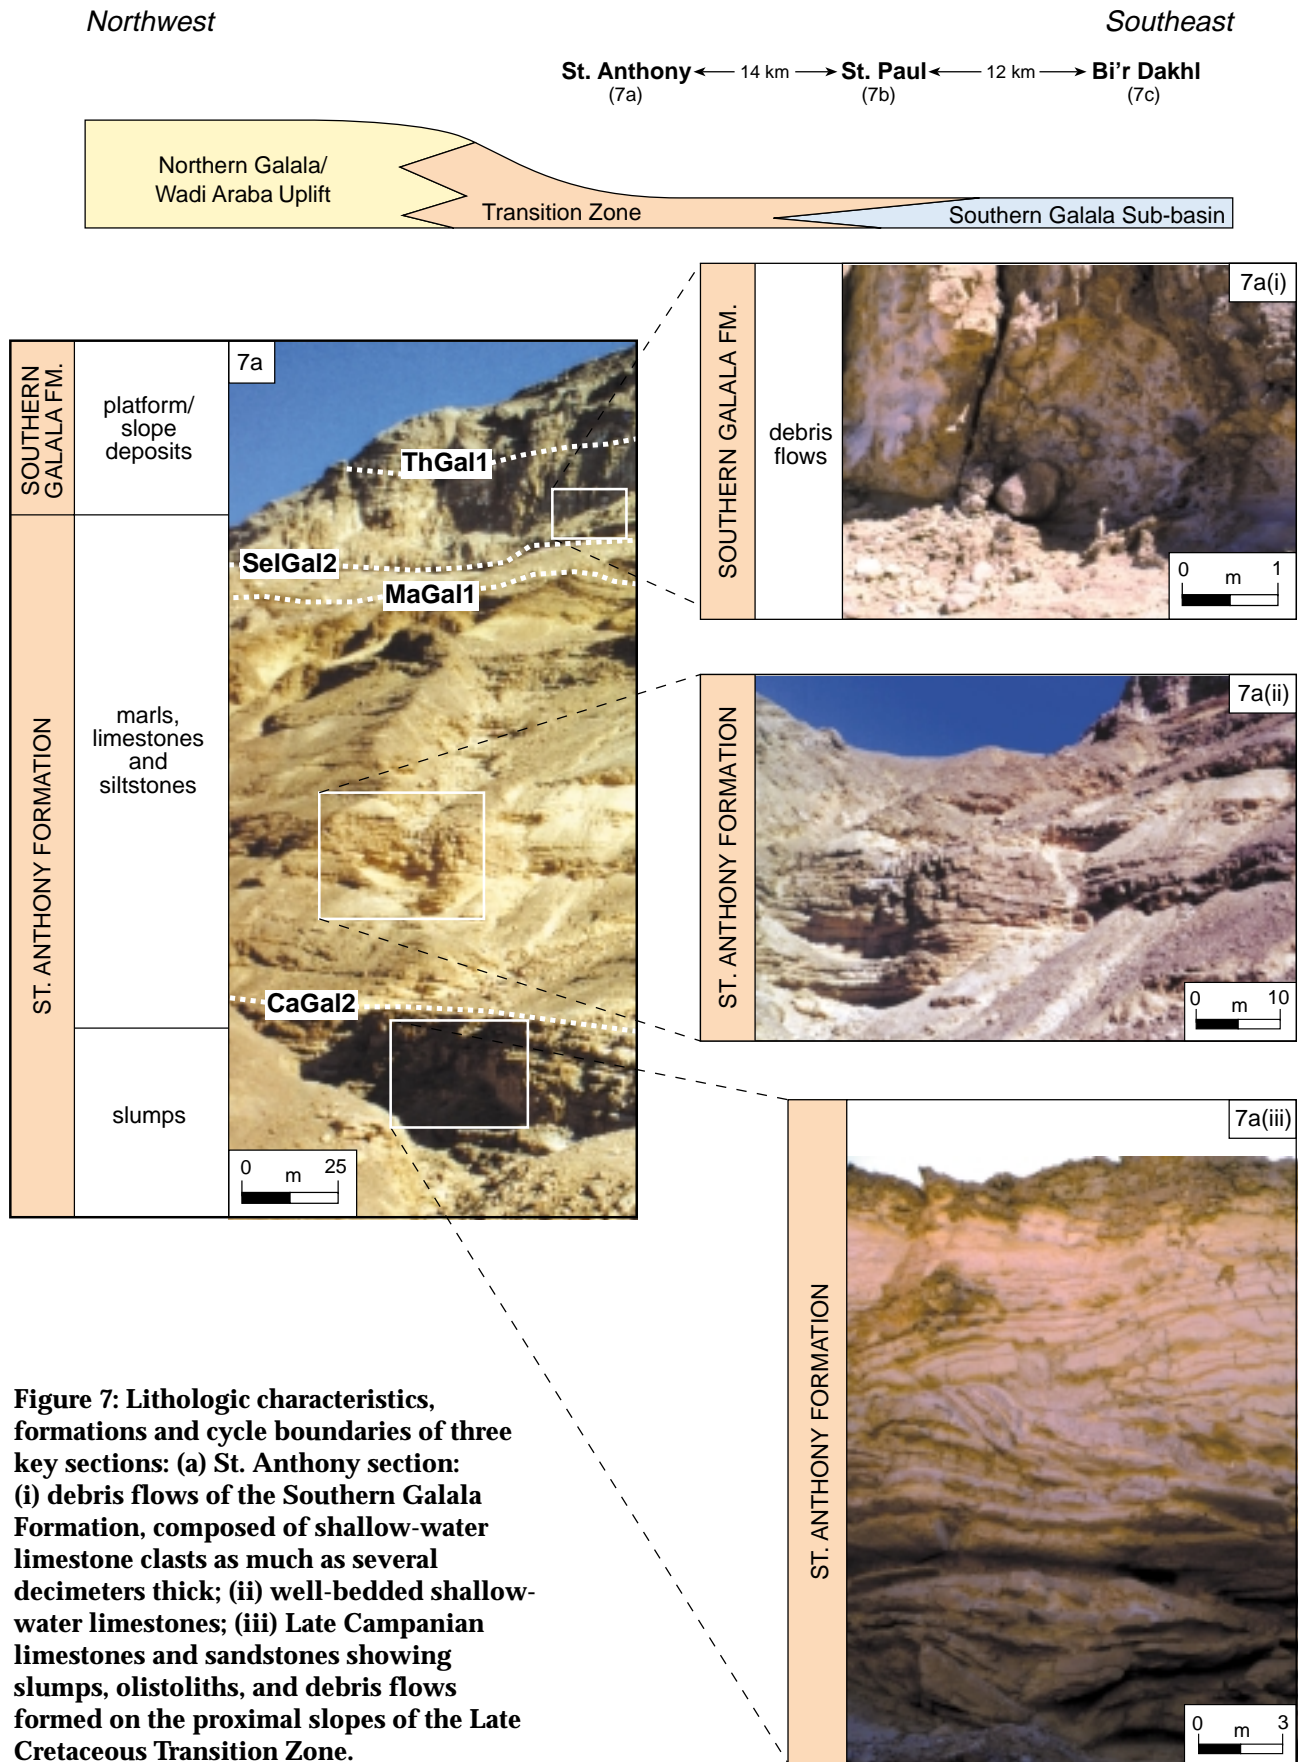 Northwest
Southeast
St. Anthony 14 km St. Paul 12 km Bi'r Dakhl
(7a) (7b) (7c)
Northern Galala/
Wadi Araba Uplift
Transition Zone
Southern Galala Sub-basin
SOUTHERN
GALALA FM.
platform/
slope
deposits
7a
ThGal1
SelGal2
MaGal1
ST. ANTHONY FORMATION
marls,
limestones
and
siltstones
CaGal2
slumps
0 m 25
SOUTHERN GALALA FM.
debris
flows
7a(i)
0 m 1
ST. ANTHONY FORMATION
7a(ii)
0 m 10
ST. ANTHONY FORMATION
7a(iii)
0 m 3
Figure 7: Lithologic characteristics,
formations and cycle boundaries of three
key sections: (a) St. Anthony section:
(i) debris flows of the Southern Galala
Formation, composed of shallow-water
limestone clasts as much as several
decimeters thick; (ii) well-bedded shallow-
water limestones; (iii) Late Campanian
limestones and sandstones showing
slumps, olistoliths, and debris flows
formed on the proximal slopes of the Late
Cretaceous Transition Zone.